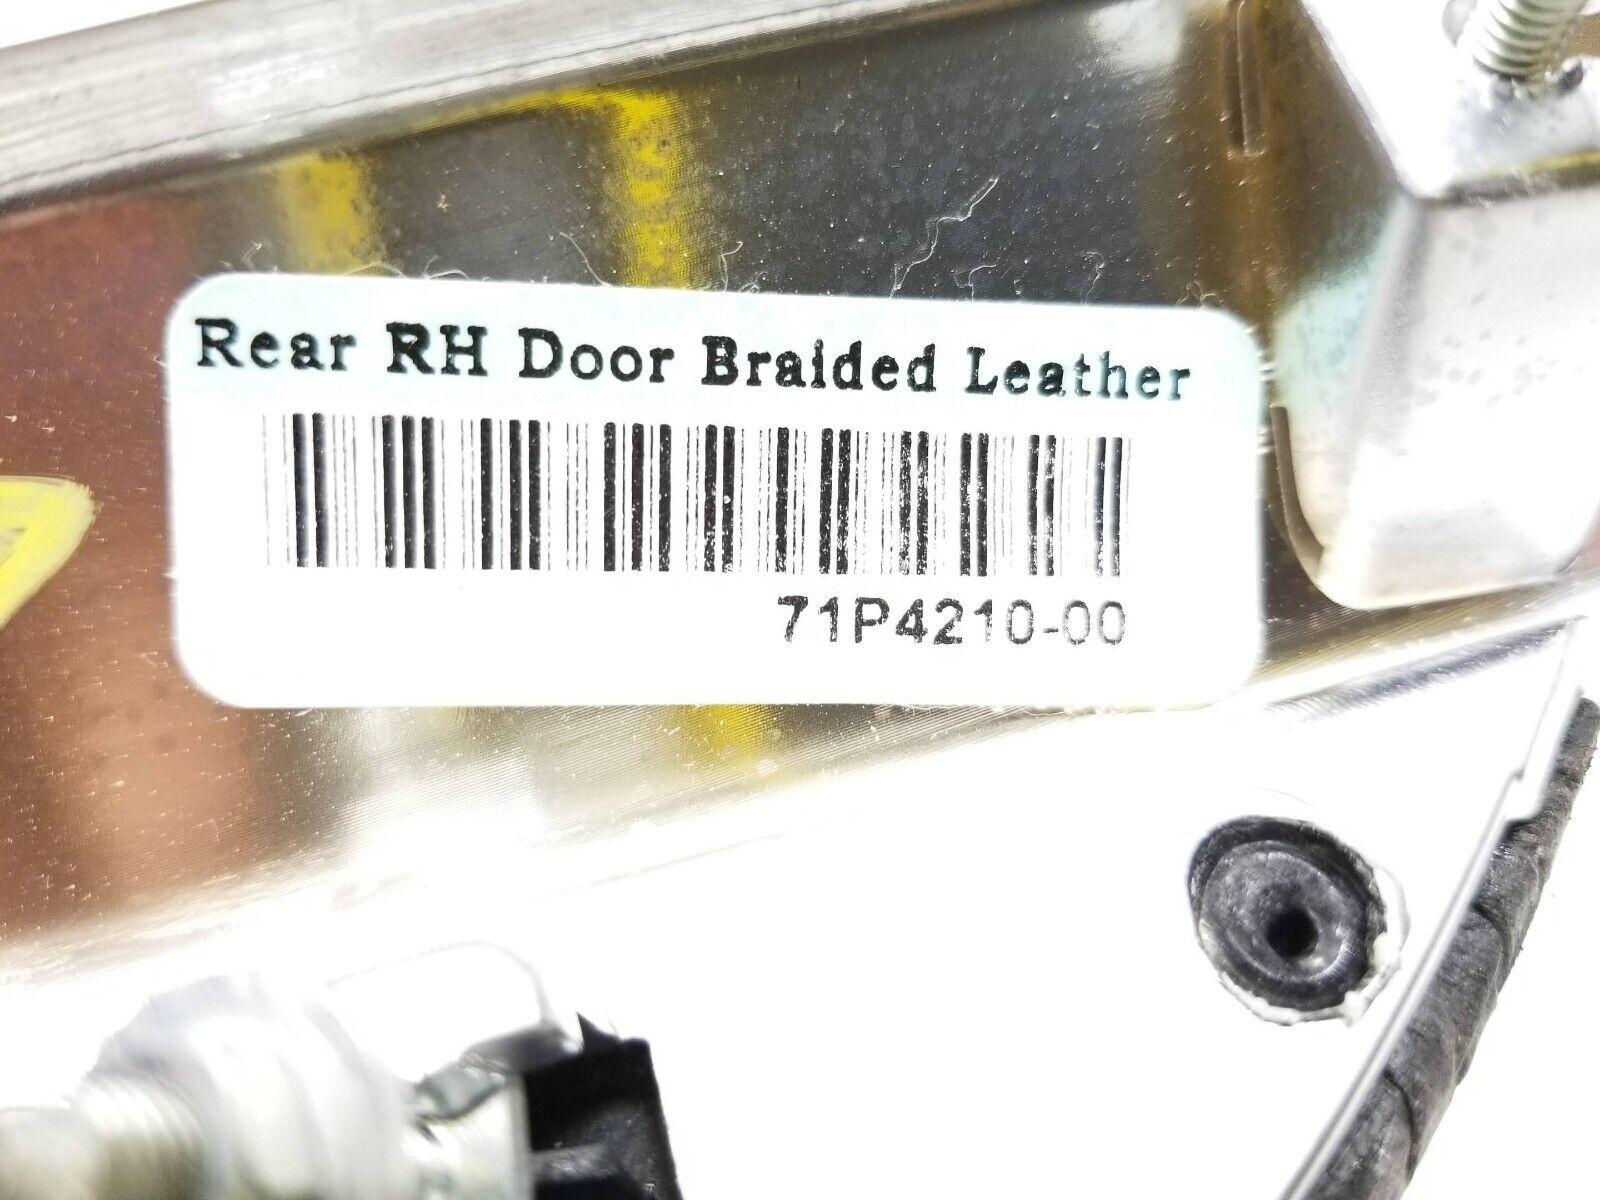 Rear RH Door Braided Leather
71P4210-00